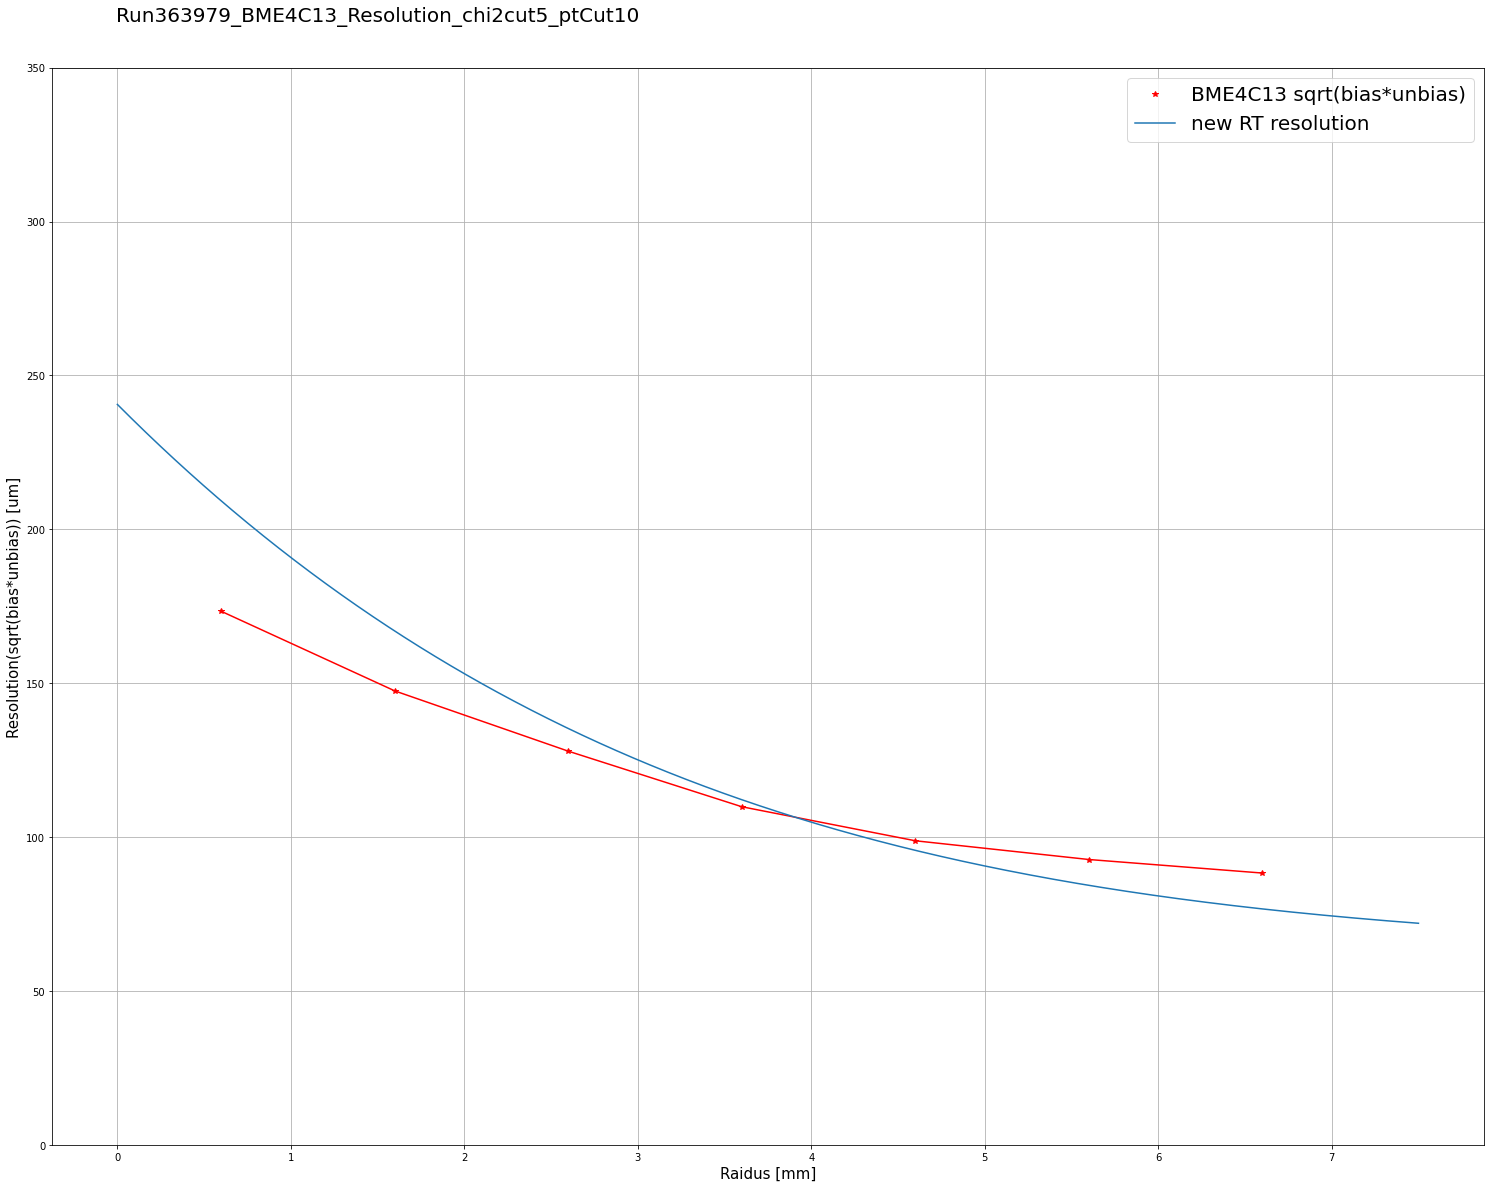 Run363979_BME4C13_Resolution_chi2cut5_ptCut10
BME4C13 sqrt(bias*unbias)
new RT resolution
Resolution(sqrt(bias*unbias)) [um]
350
300
250
200
150
100
50
0
0 1 2 3 4 5 6 7
Raidus [mm]